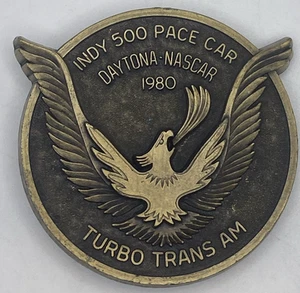 INDY 500 PACE CAR
DAYTONA-NASCAR
1980
TURBO TRANS AM